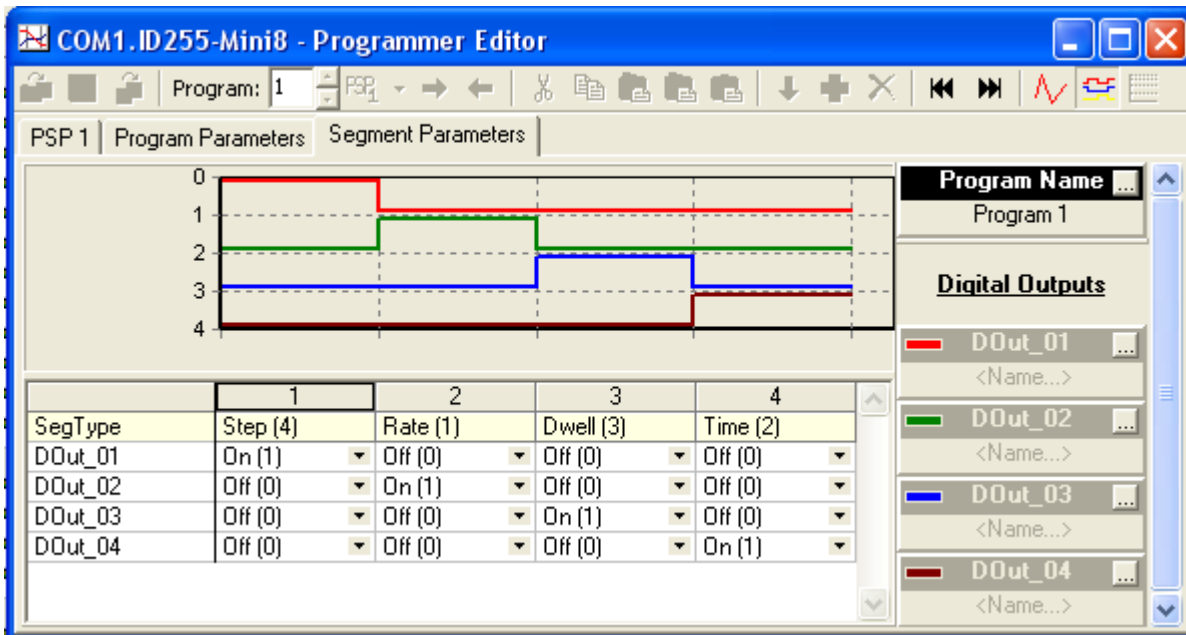 COM1.ID255-Mini8 - Programmer Editor
Program: 1 PSP1
PSP 1 Program Parameters Segment Parameters
0
1
2
3
4
Program Name ...
Program 1
Digital Outputs
DOut_01 ...
<Name...>
DOut_02 ...
<Name...>
DOut_03 ...
<Name...>
DOut_04 ...
<Name...>
1 2 3 4
SegType Step (4) Rate (1) Dwell (3) Time (2)
DOut_01 On (1) Off (0) Off (0) Off (0)
DOut_02 Off (0) On (1) Off (0) Off (0)
DOut_03 Off (0) Off (0) On (1) Off (0)
DOut_04 Off (0) Off (0) Off (0) On (1)